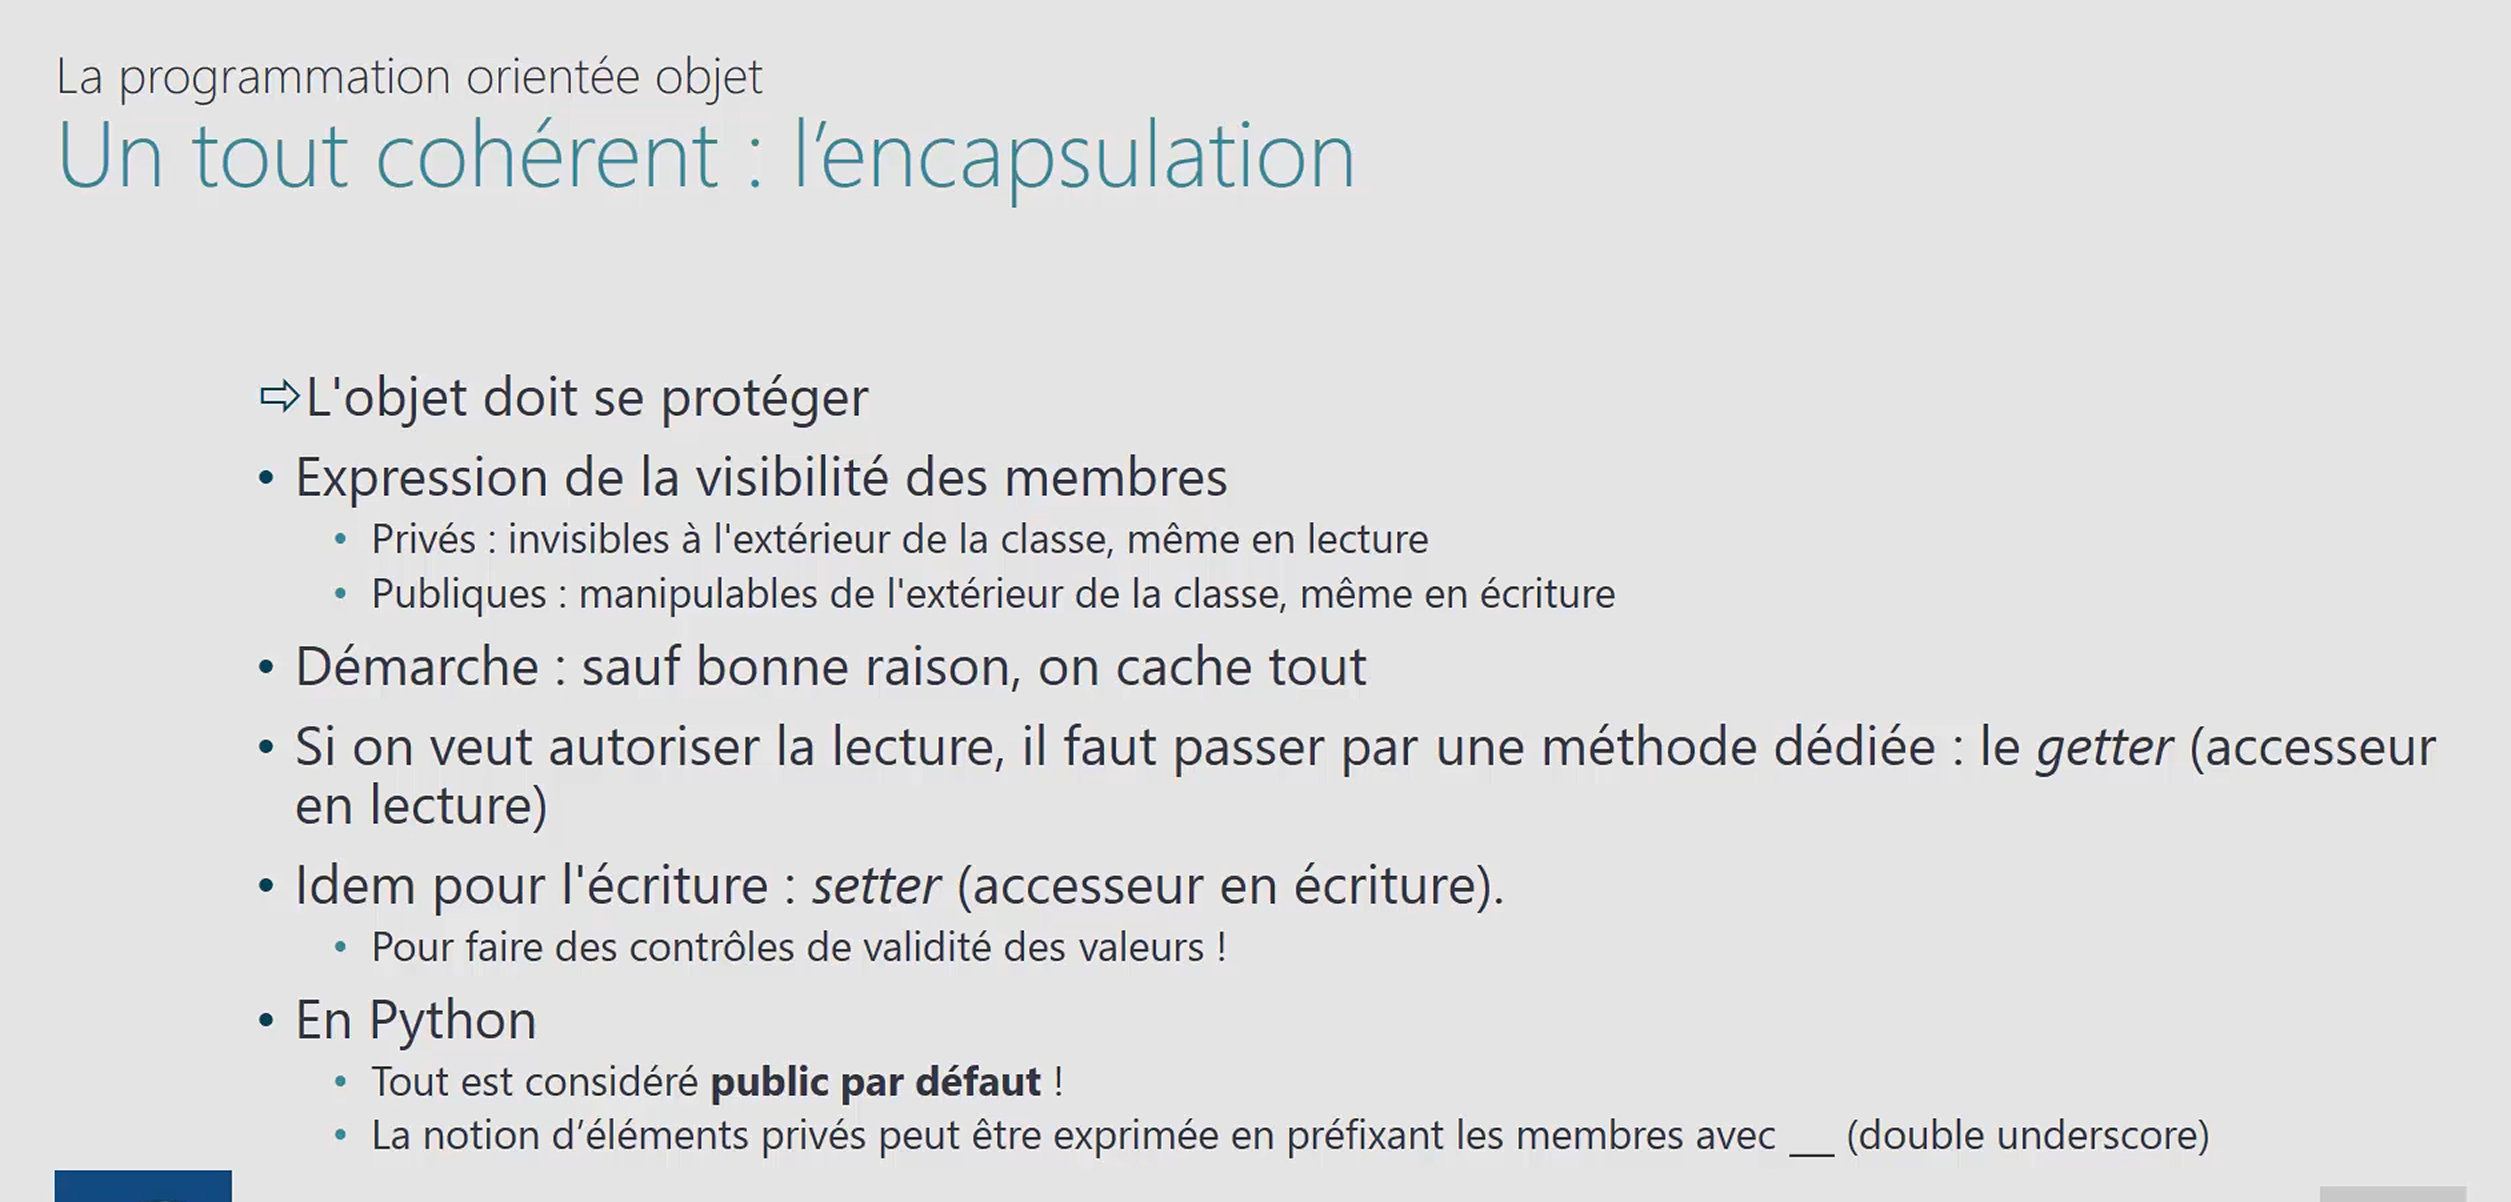 La programmation orientée objet
Un tout cohérent : l’encapsulation
⇨L'objet doit se protéger
• Expression de la visibilité des membres
• Privés : invisibles à l'extérieur de la classe, même en lecture
• Publiques : manipulables de l'extérieur de la classe, même en écriture
• Démarche : sauf bonne raison, on cache tout
• Si on veut autoriser la lecture, il faut passer par une méthode dédiée : le getter (accesseur
en lecture)
• Idem pour l'écriture : setter (accesseur en écriture).
• Pour faire des contrôles de validité des valeurs !
• En Python
• Tout est considéré public par défaut !
• La notion d’éléments privés peut être exprimée en préfixant les membres avec __ (double underscore)